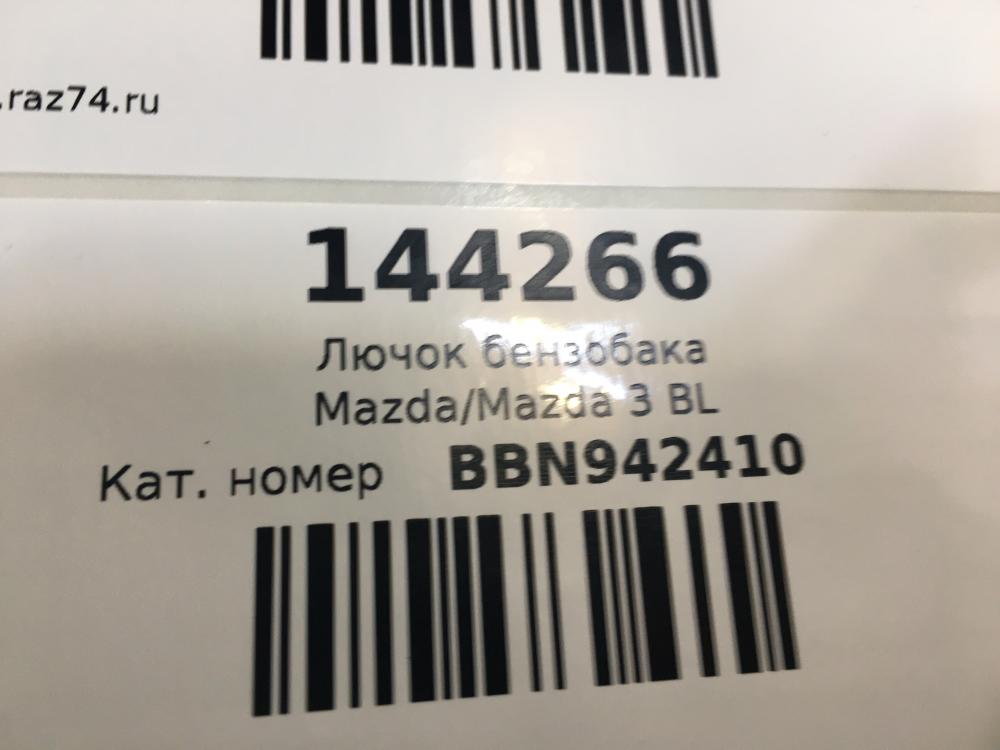 .raz74.ru
144266
Лючок бензобака
Mazda/Mazda 3 BL
Кат. номер BBN942410